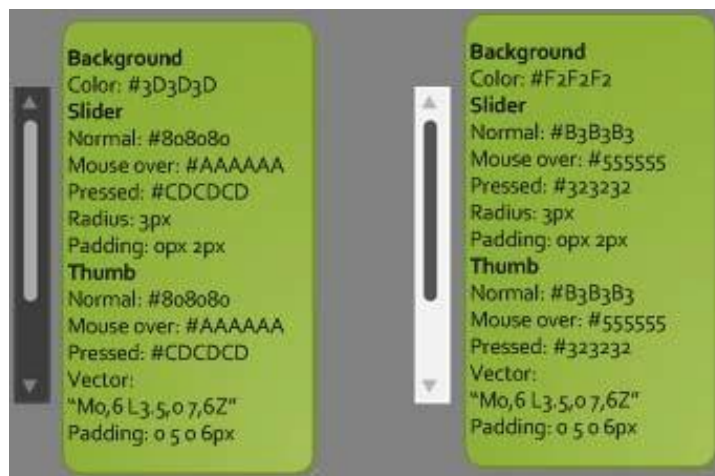 Background
Color: #3D3D3D
Slider
Normal: #808080
Mouse over: #AAAAAA
Pressed: #CDCDCD
Radius: 3px
Padding: 0px 2px
Thumb
Normal: #808080
Mouse over: #AAAAAA
Pressed: #CDCDCD
Vector:
“M0,6 L3.5,0 7,6Z”
Padding: 0 5 0 6px
Background
Color: #F2F2F2
Slider
Normal: #B3B3B3
Mouse over: #555555
Pressed: #323232
Radius: 3px
Padding: 0px 2px
Thumb
Normal: #B3B3B3
Mouse over: #555555
Pressed: #323232
Vector:
“M0,6 L3.5,0 7,6Z”
Padding: 0 5 0 6px